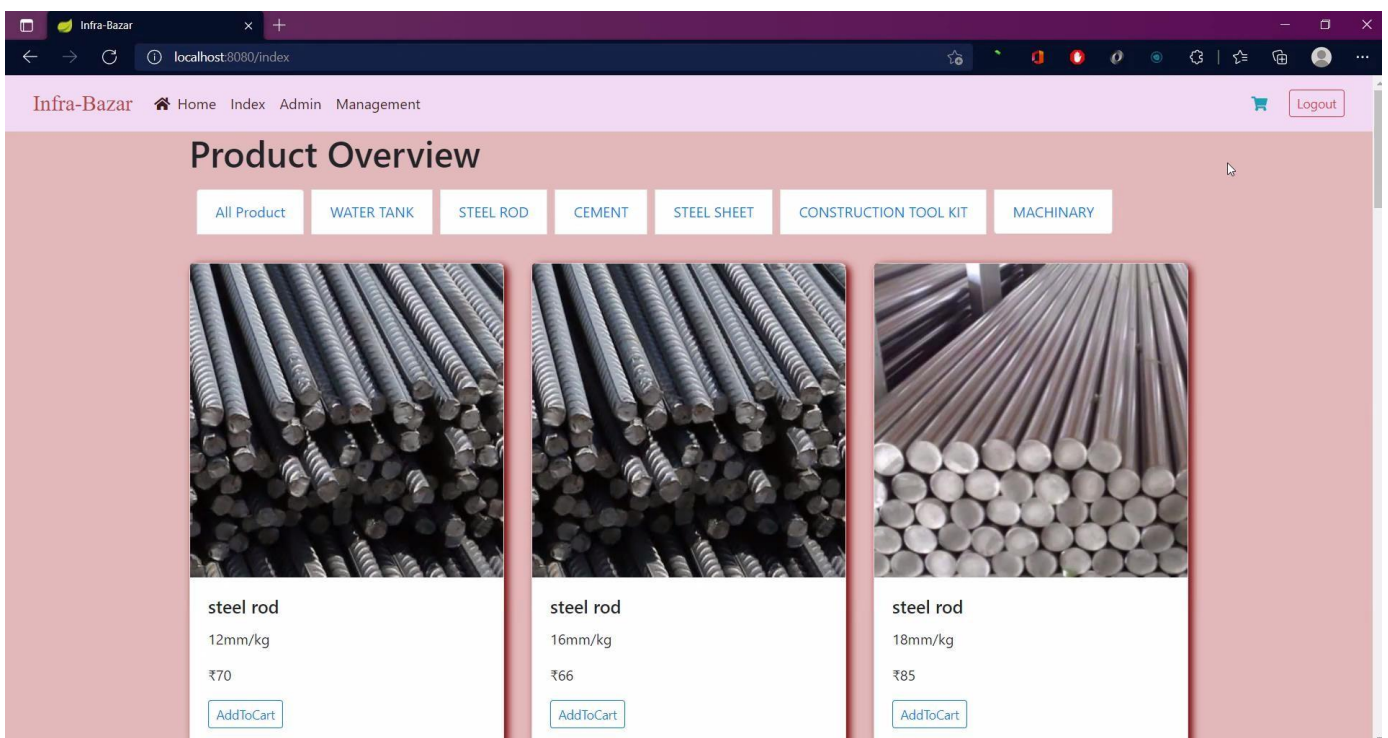 Infra-Bazar
localhost:8080/index
Infra-Bazar Home Index Admin Management Logout
Product Overview
All Product WATER TANK STEEL ROD CEMENT STEEL SHEET CONSTRUCTION TOOL KIT MACHINARY
steel rod
12mm/kg
₹70
AddToCart
steel rod
16mm/kg
₹66
AddToCart
steel rod
18mm/kg
₹85
AddToCart